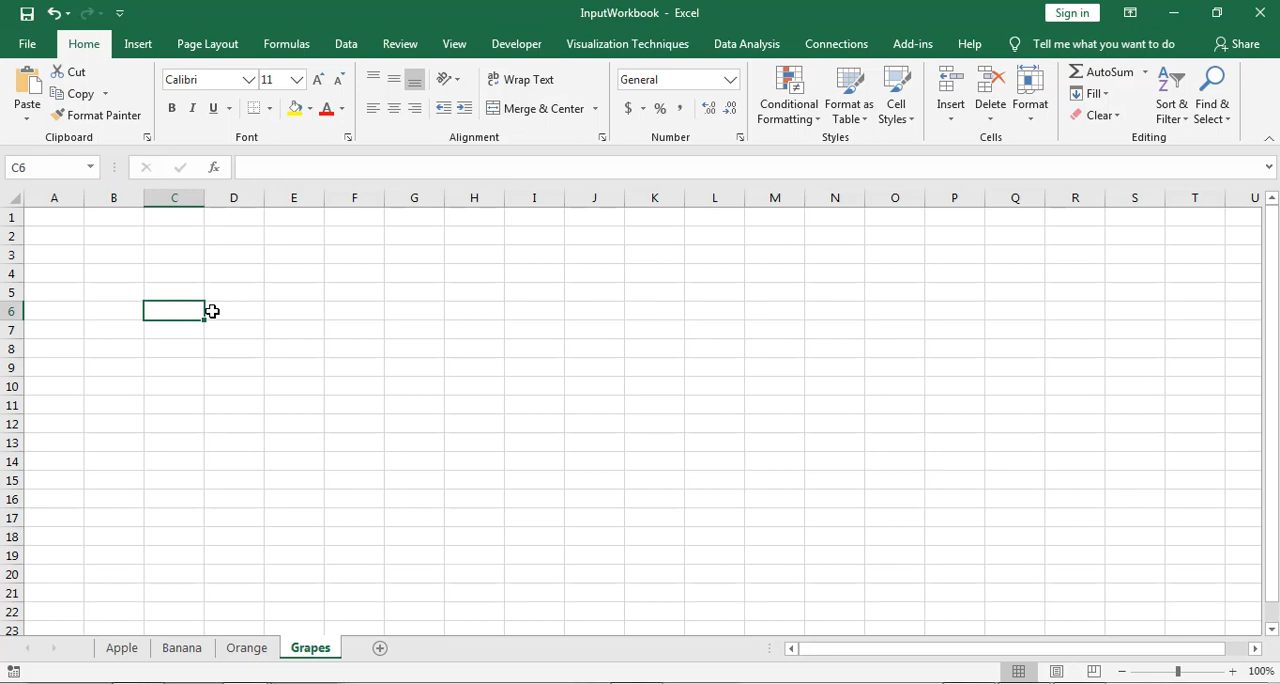 InputWorkbook - Excel
Sign in
File Home Insert Page Layout Formulas Data Review View Developer Visualization Techniques Data Analysis Connections Add-ins Help Tell me what you want to do Share
Paste
Cut
Copy
Format Painter
Clipboard
Calibri 11
B I U A
Font
Wrap Text
Merge & Center
Alignment
General
$ % ,
Number
Conditional Formatting
Format as Table
Cell Styles
Styles
Insert
Delete
Format
Cells
AutoSum
Fill
Clear
Sort & Filter
Find & Select
Editing
C6 fx
A B C D E F G H I J K L M N O P Q R S T U
1
2
3
4
5
6
7
8
9
10
11
12
13
14
15
16
17
18
19
20
21
22
23
Apple Banana Orange Grapes
100%